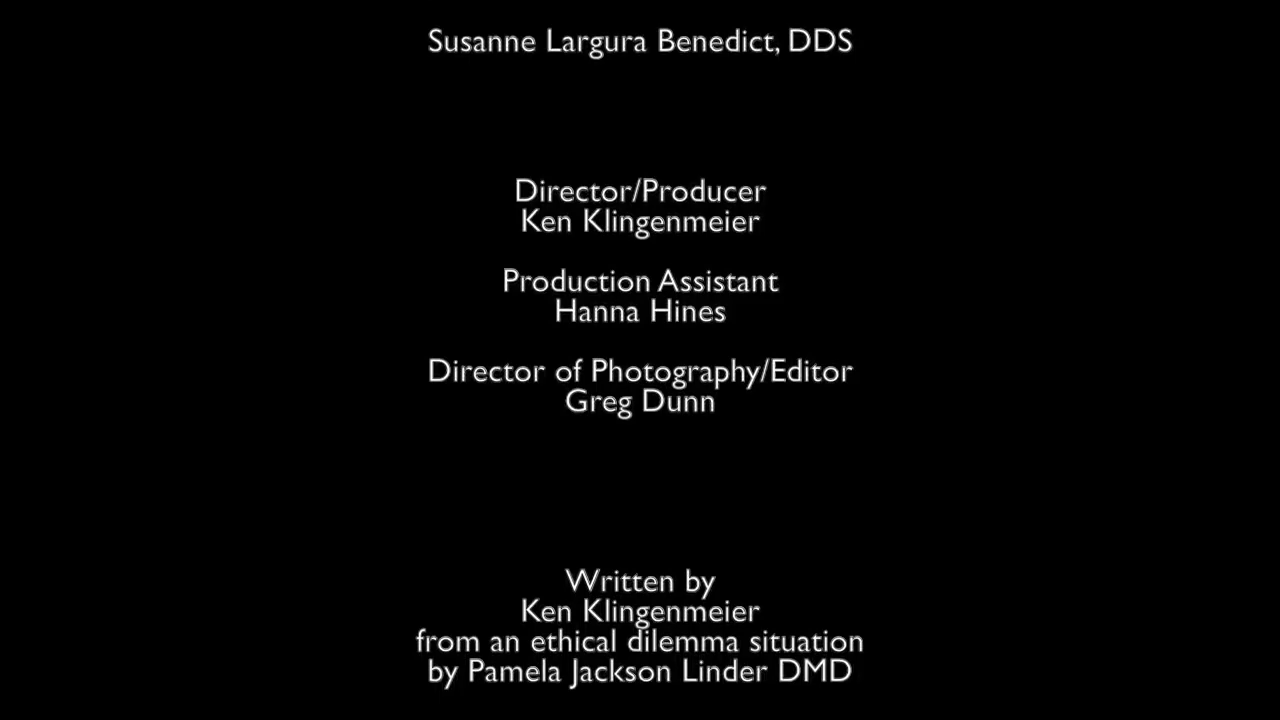 Susanne Largura Benedict, DDS
Director/Producer
Ken Klingenmeier
Production Assistant
Hanna Hines
Director of Photography/Editor
Greg Dunn
Written by
Ken Klingenmeier
from an ethical dilemma situation
by Pamela Jackson Linder DMD